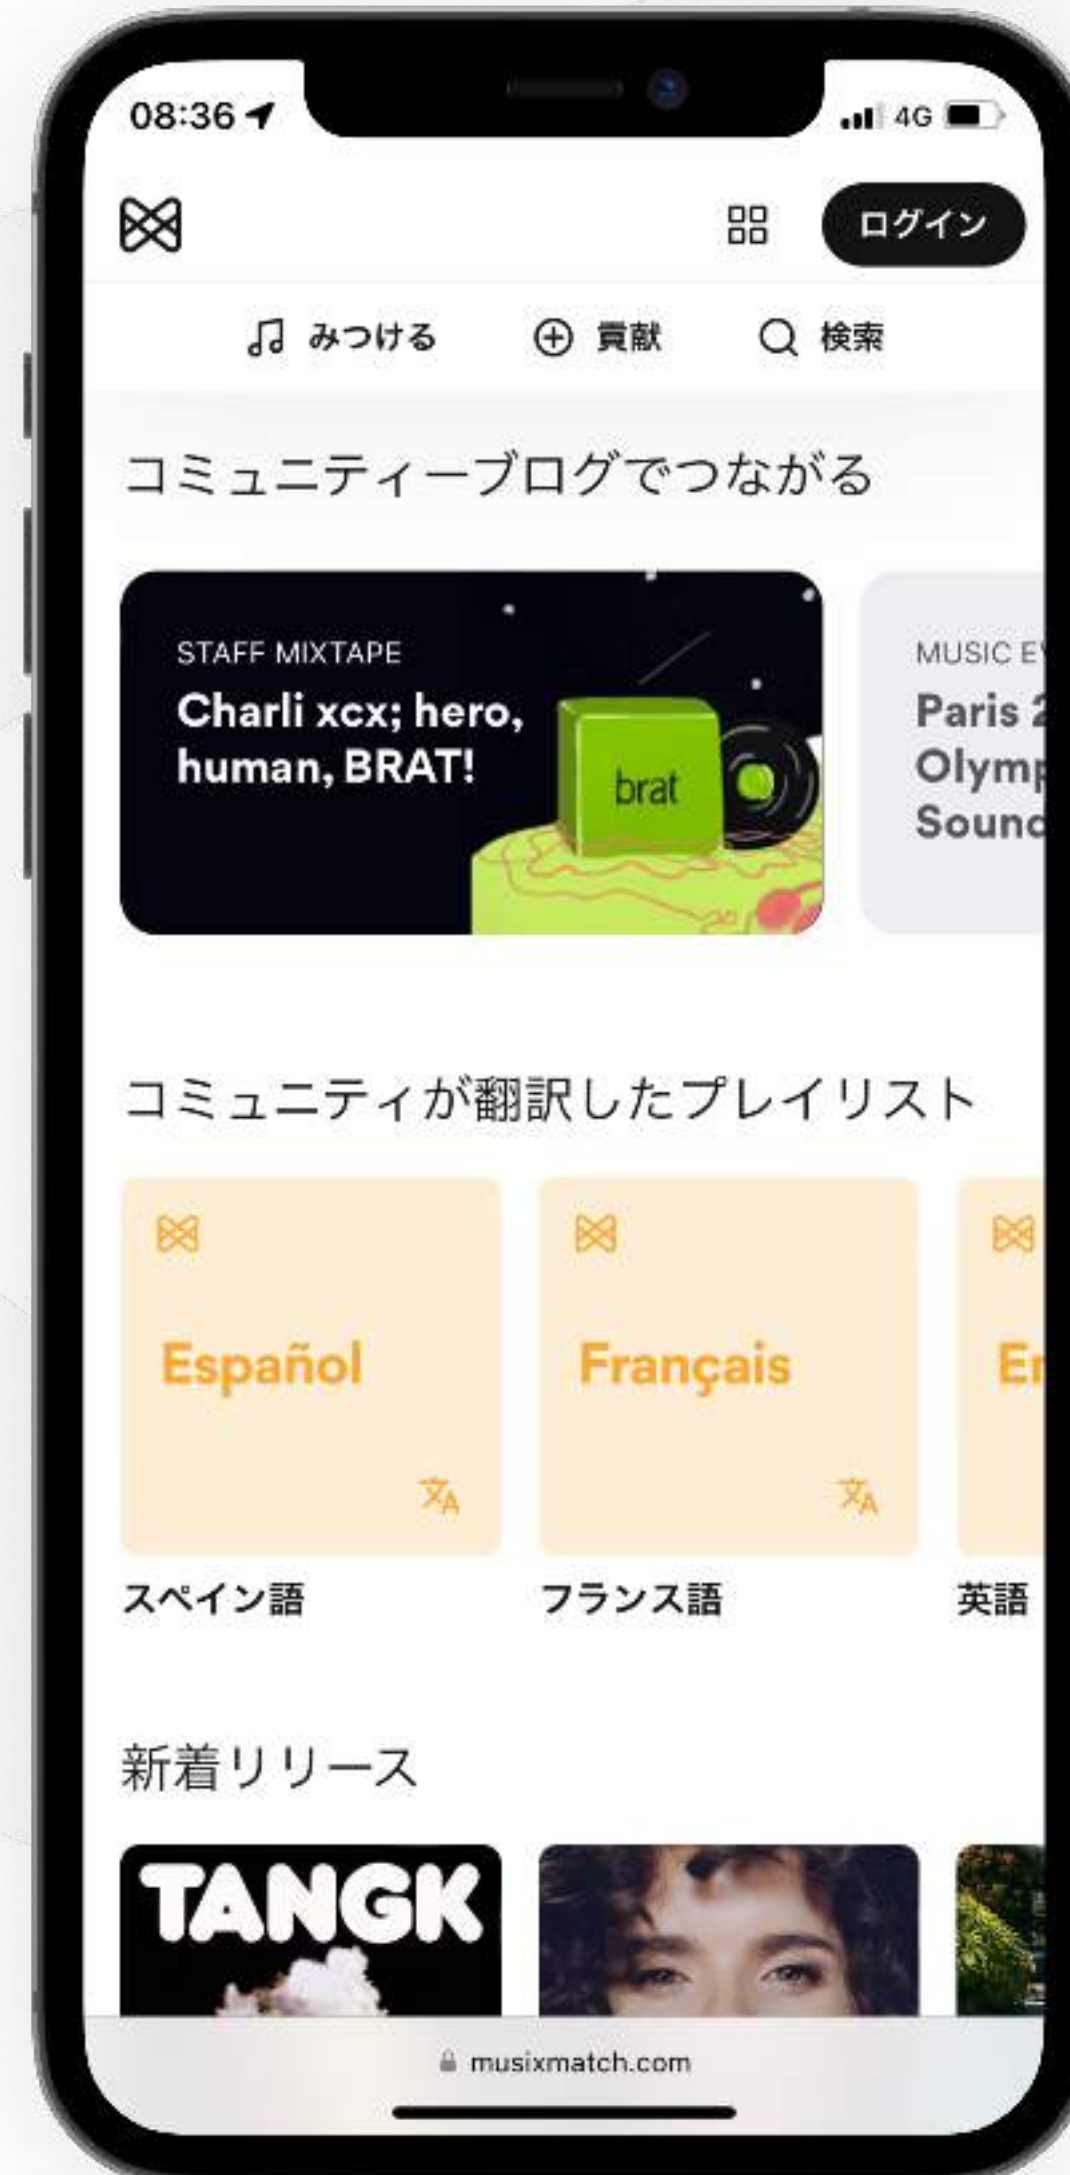 08:36
4G
ログイン
みつける 貢献 検索
コミュニティーブログでつながる
STAFF MIXTAPE
Charli xcx; hero,
human, BRAT!
brat
MUSIC
Paris
コミュニティが翻訳したプレイリスト
Español
Français
スペイン語
フランス語
英語
新着リリース
TANGK
musixmatch.com